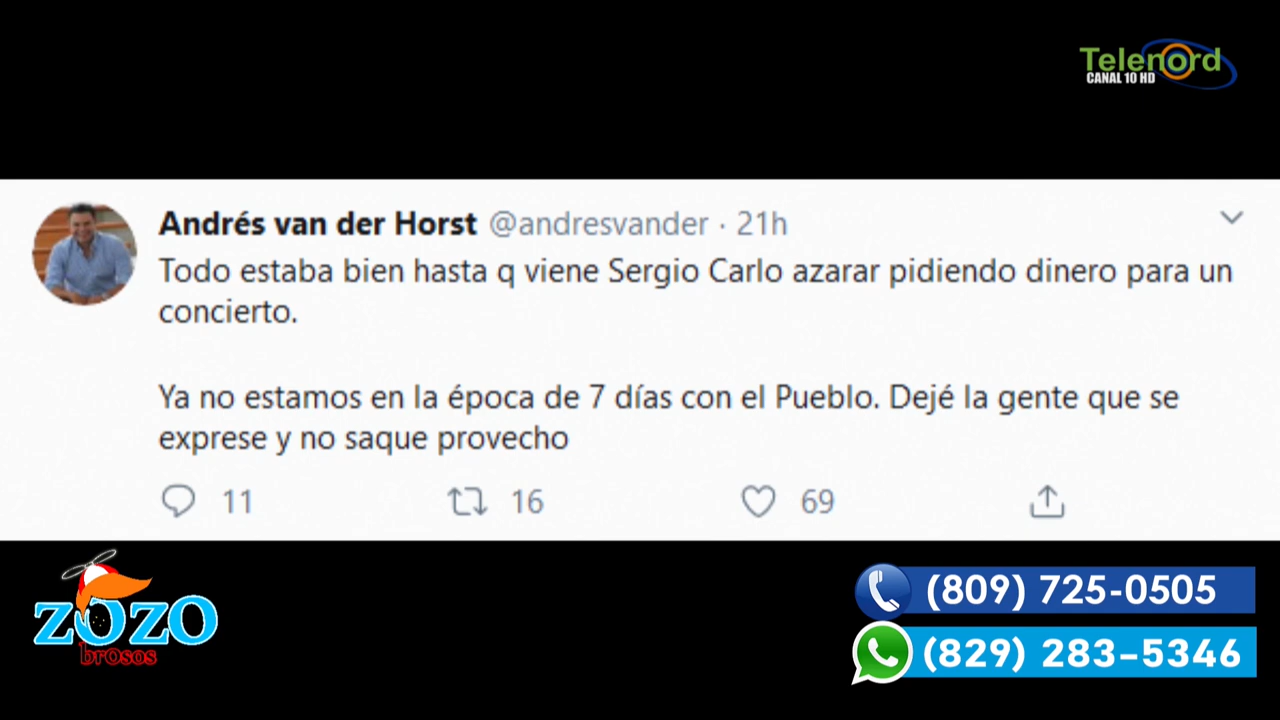 Telenord
CANAL 10 HD
Andrés van der Horst @andresvander · 21h
Todo estaba bien hasta q viene Sergio Carlo azarar pidiendo dinero para un
concierto.
Ya no estamos en la época de 7 días con el Pueblo. Dejé la gente que se
exprese y no saque provecho
11 16 69
ZOZO
brOsos
(809) 725-0505
(829) 283-5346